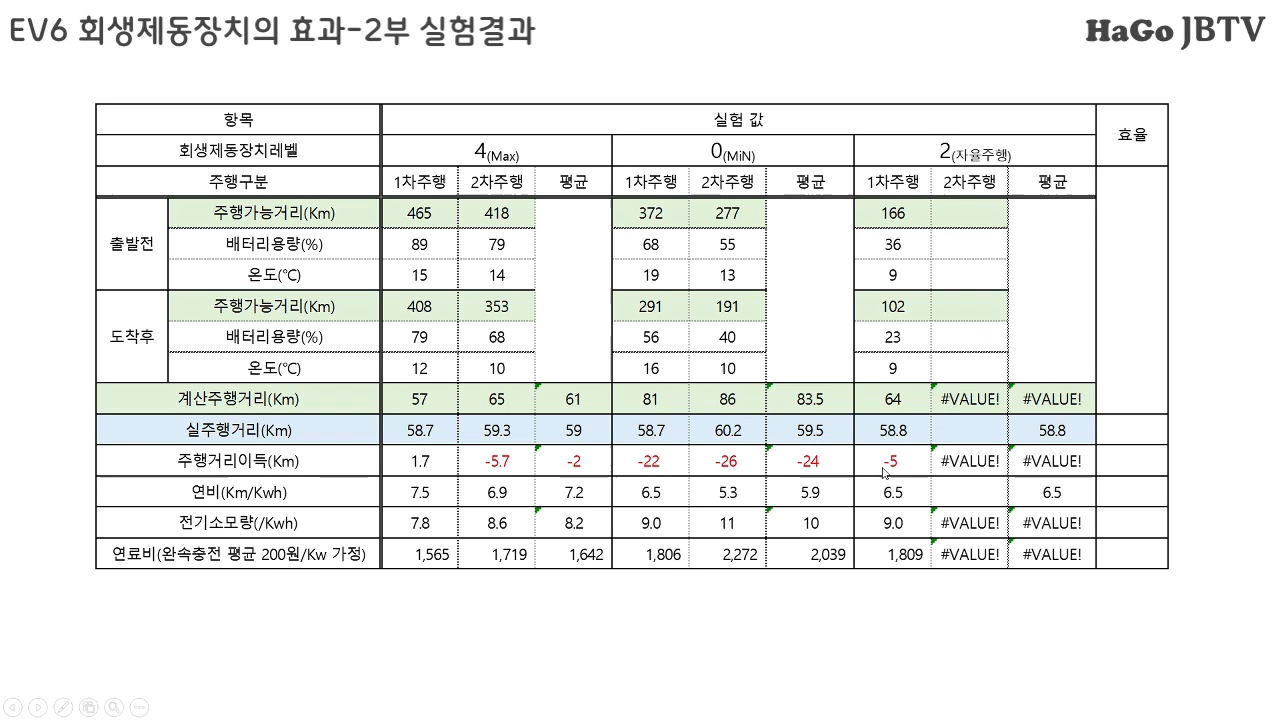 EV6 회생제동장치의 효과-2부 실험결과
HaGo JBTV
항목 실험 값 효율
회생제동장치레벨 4(Max) 0(MiN) 2(자율주행)
주행구분 1차주행 2차주행 평균 1차주행 2차주행 평균 1차주행 2차주행 평균
출발전
주행가능거리(Km) 465 418 372 277 166
배터리용량(%) 89 79 68 55 36
온도(℃) 15 14 19 13 9
도착후
주행가능거리(Km) 408 353 291 191 102
배터리용량(%) 79 68 56 40 23
온도(℃) 12 10 16 10 9
계산주행거리(Km) 57 65 61 81 86 83.5 64 #VALUE! #VALUE!
실주행거리(Km) 58.7 59.3 59 58.7 60.2 59.5 58.8 58.8
주행거리이득(Km) 1.7 -5.7 -2 -22 -26 -24 -5 #VALUE! #VALUE!
연비(Km/Kwh) 7.5 6.9 7.2 6.5 5.3 5.9 6.5 6.5
전기소모량(/Kwh) 7.8 8.6 8.2 9.0 11 10 9.0 #VALUE! #VALUE!
연료비(완속충전 평균 200원/Kw 가정) 1,565 1,719 1,642 1,806 2,272 2,039 1,809 #VALUE! #VALUE!